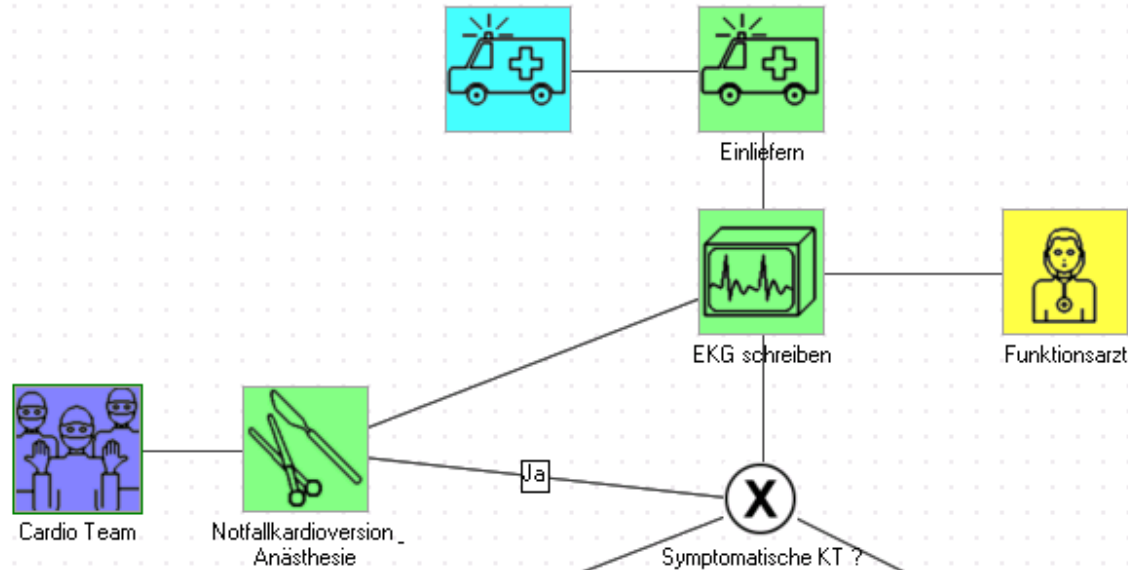 Einliefern
EKG schreiben
Funktionsarzt
Cardio Team
Notfallkardioversion_
Anästhesie
Ja
X
Symptomatische KT ?